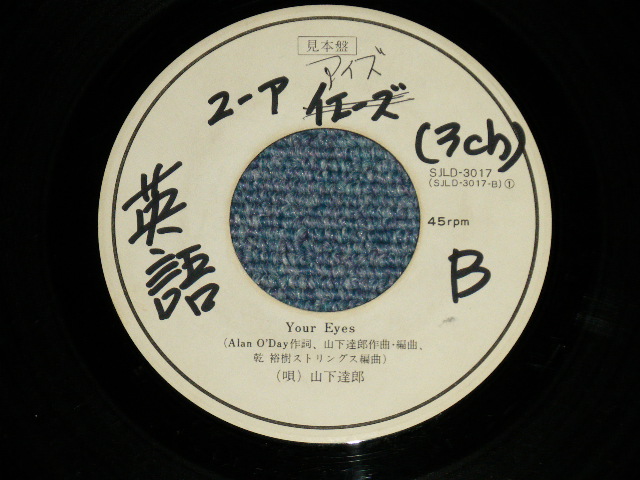 見本盤
アイズ
ユーア イエーズ
(3ch)
SJLD-3017
(SJLD-3017-B)①
英語
45rpm
B
Your Eyes
(Alan O'Day作詞、山下達郎作曲・編曲、
乾 裕樹ストリングス編曲)
(唄) 山下達郎